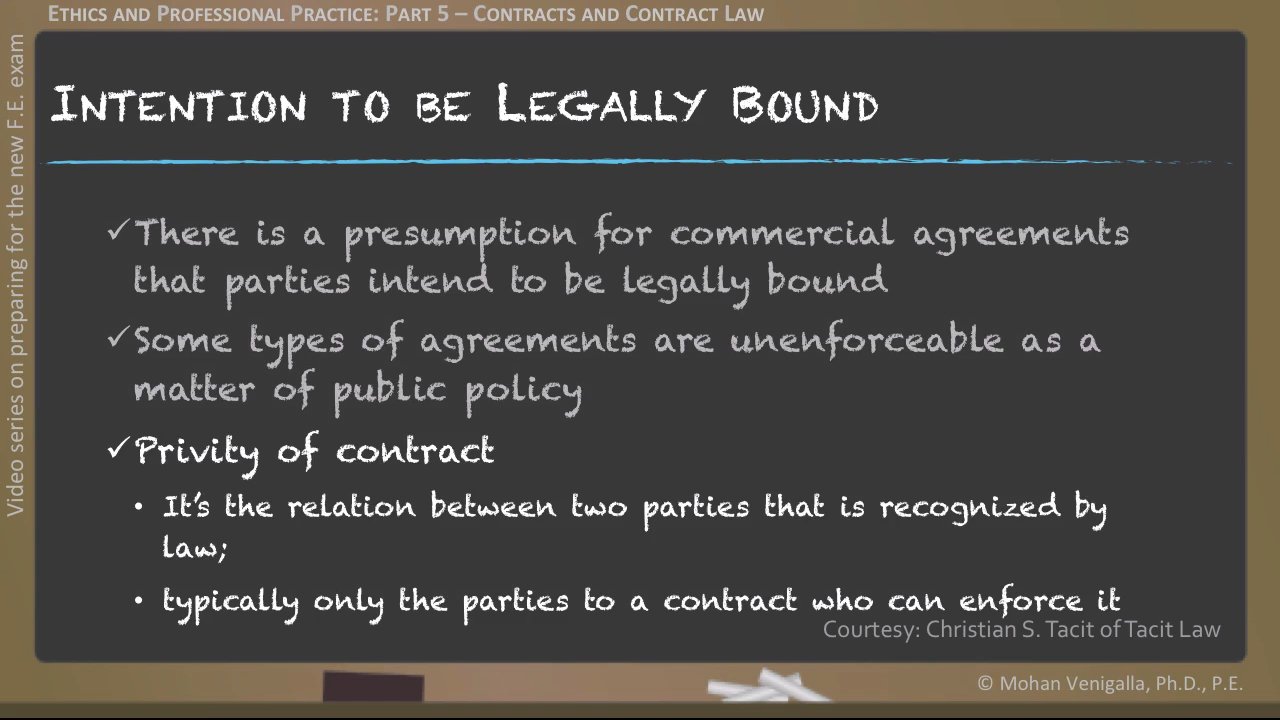 Ethics and Professional Practice: Part 5 – Contracts and Contract Law
Video series on preparing for the new F.E. exam
Intention to be Legally Bound
✓There is a presumption for commercial agreements
that parties intend to be legally bound
✓Some types of agreements are unenforceable as a
matter of public policy
✓Privity of contract
• It's the relation between two parties that is recognized by
law;
• typically only the parties to a contract who can enforce it
Courtesy: Christian S. Tacit of Tacit Law
© Mohan Venigalla, Ph.D., P.E.